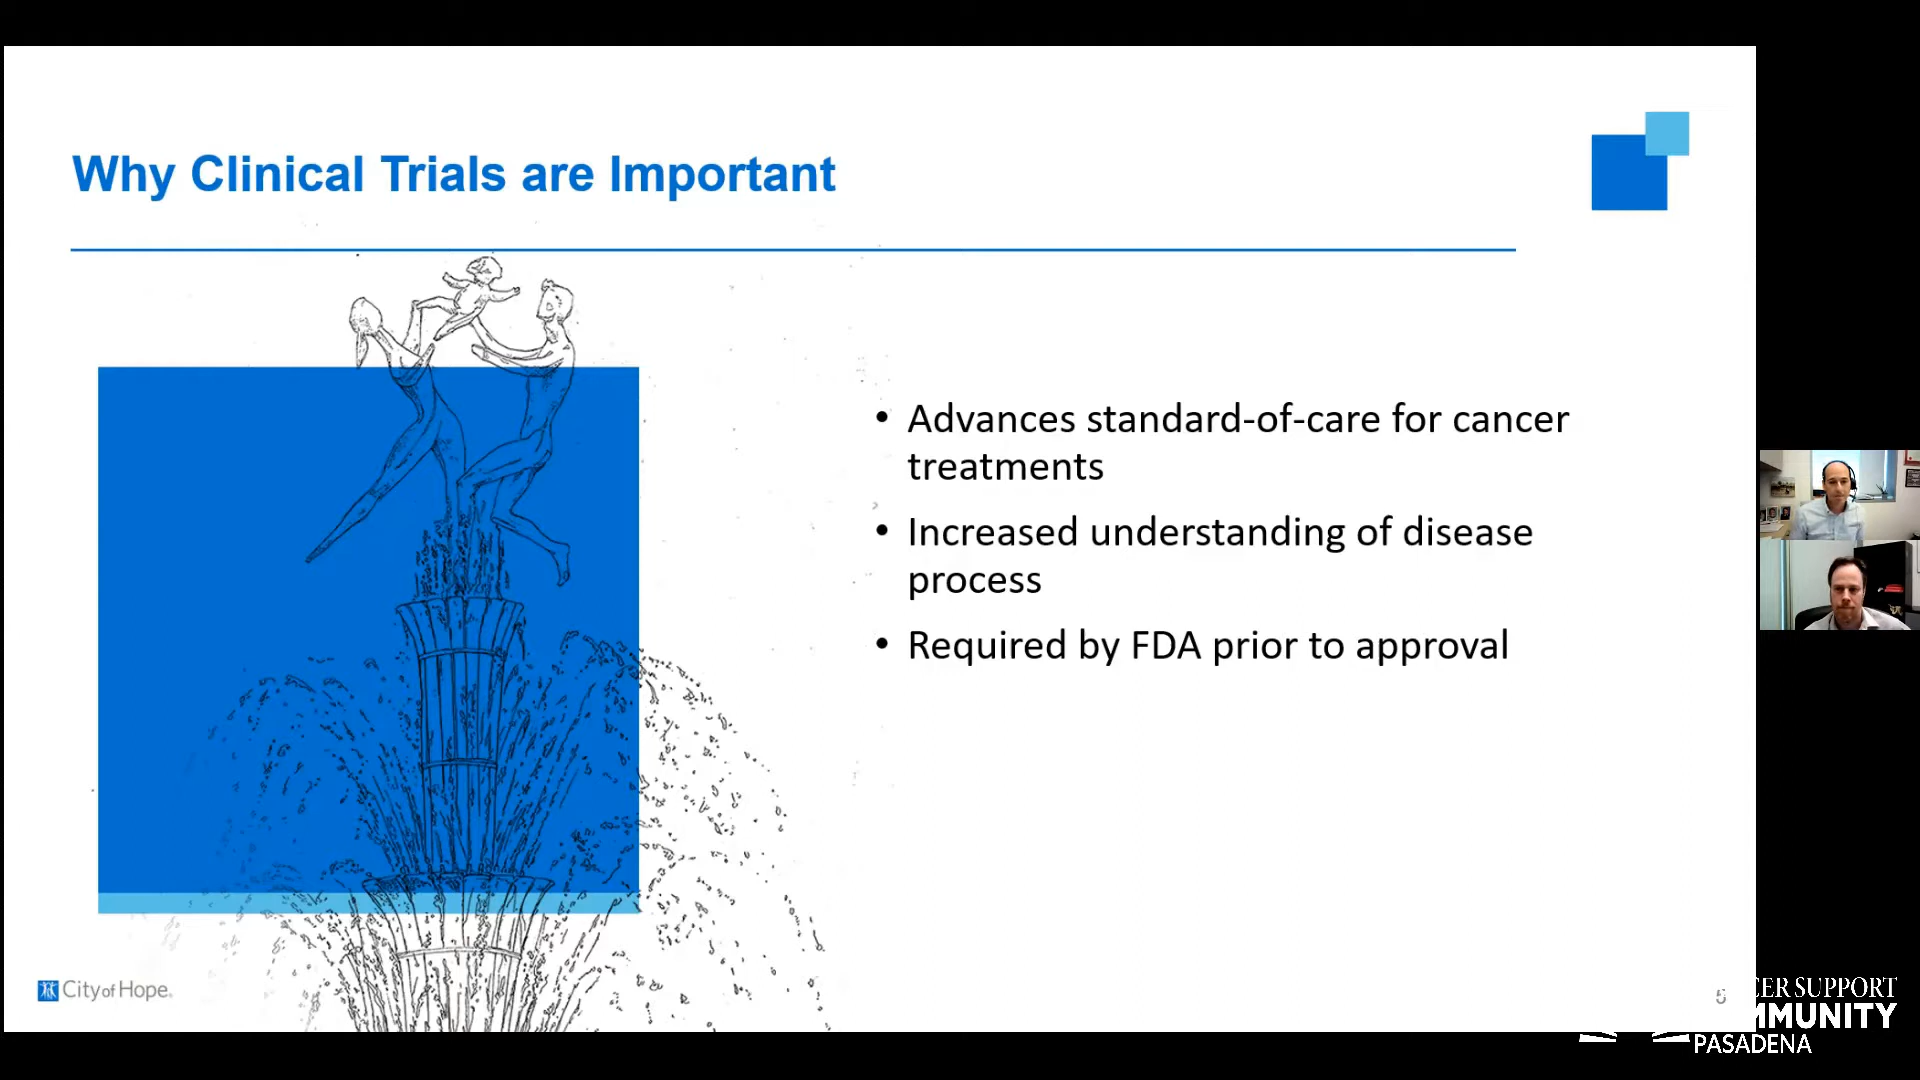 Why Clinical Trials are Important
• Advances standard-of-care for cancer
treatments
• Increased understanding of disease
process
• Required by FDA prior to approval
City of Hope
5
CER SUPPORT
MMUNITY
PASADENA